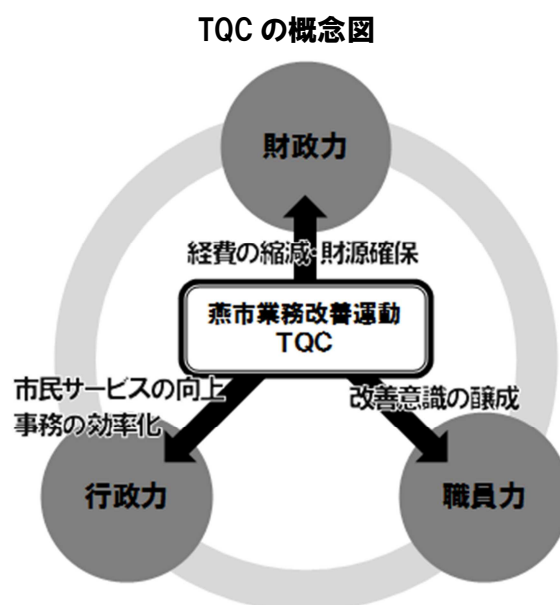 TQCの概念図
財政力
経費の縮減・財源確保
燕市業務改善運動
TQC
市民サービスの向上
事務の効率化
改善意識の醸成
行政力
職員力